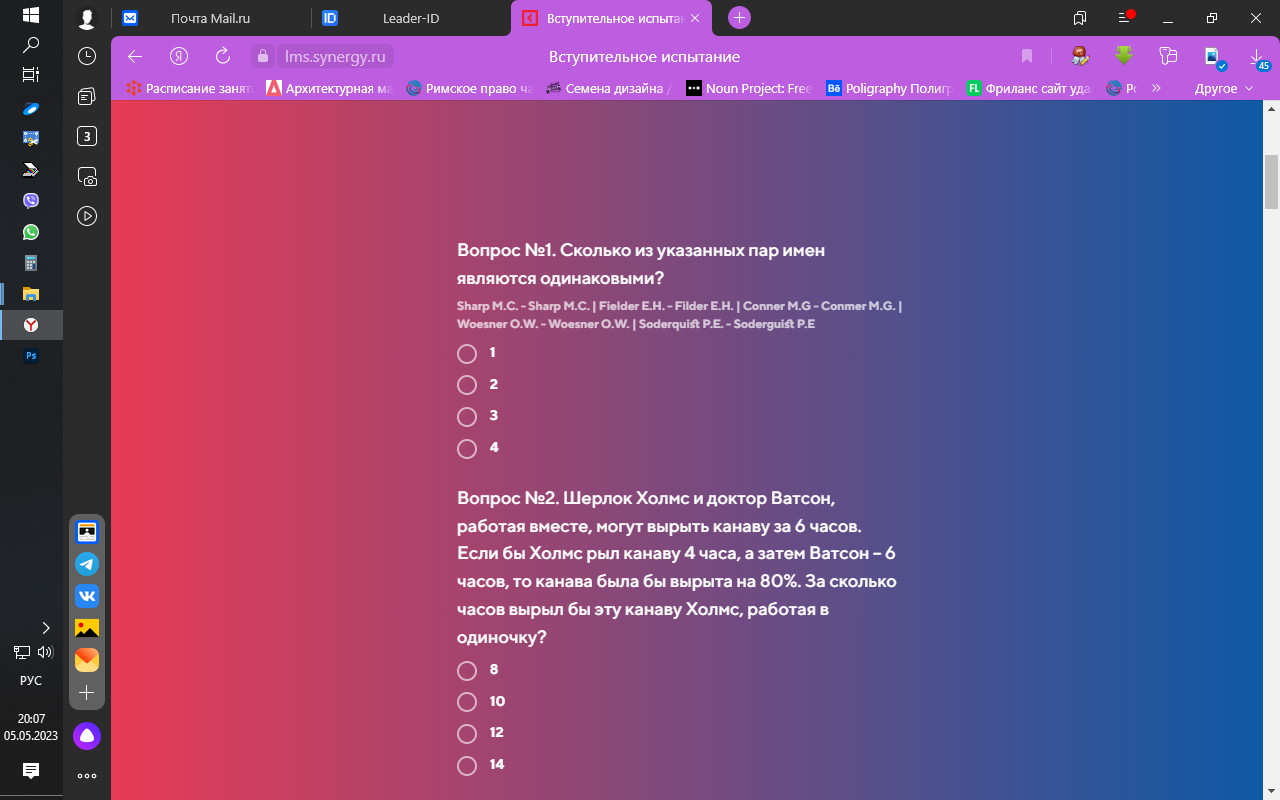 Почта Mail.ru
ID
Leader-ID
Вступительное испытан
lms.synergy.ru
Вступительное испытание
45
Расписание занят
Архитектурная ма
Римское право ча
Семена дизайна /
Noun Project: Free
Bē
Poligraphy Полигр
FL
Фриланс сайт уда
»
Другое
3
Вопрос №1. Сколько из указанных пар имен
являются одинаковыми?
Sharp M.C. - Sharp M.C. | Fielder E.H. - Filder E.H. | Conner M.G - Conmer M.G. |
Woesner O.W. - Woesner O.W. | Soderquist P.E. - Soderguist P.E
1
2
3
4
Вопрос №2. Шерлок Холмс и доктор Ватсон,
работая вместе, могут вырыть канаву за 6 часов.
Если бы Холмс рыл канаву 4 часа, а затем Ватсон – 6
часов, то канава была бы вырыта на 80%. За сколько
часов вырыл бы эту канаву Холмс, работая в
одиночку?
8
10
12
14
Ps
РУС
20:07
05.05.2023